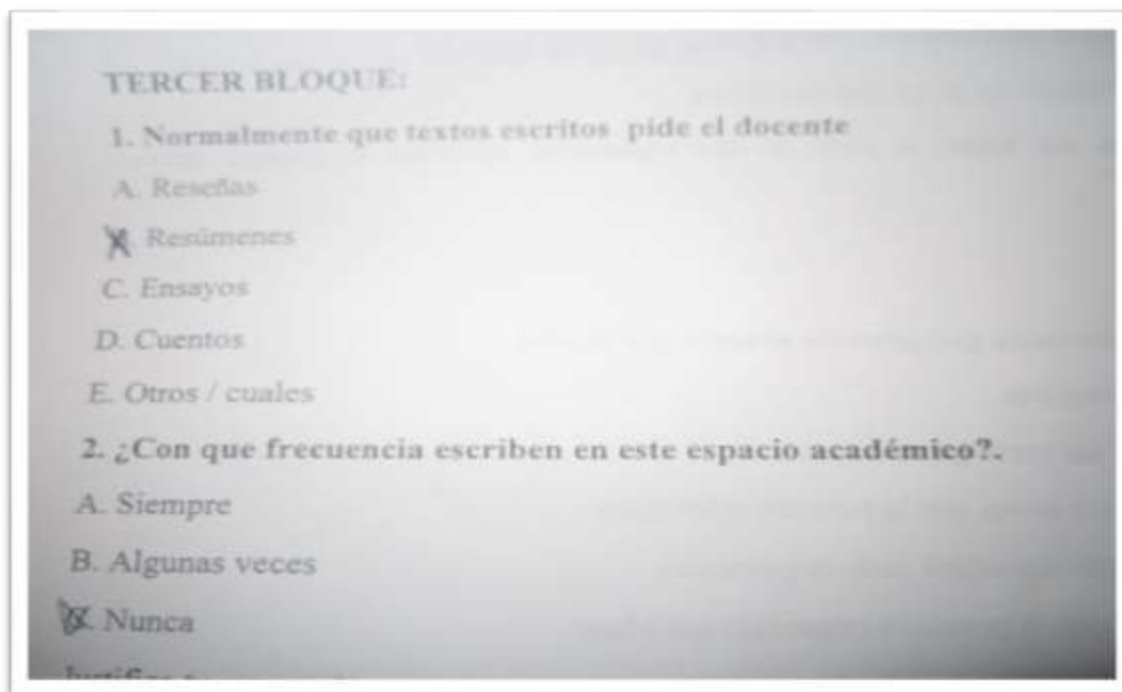 TERCER BLOQUE:
1. Normalmente que textos escritos pide el docente
A. Reseñas
. Resúmenes
C. Ensayos
D. Cuentos
E. Otros / cuales
2. ¿Con que frecuencia escriben en este espacio académico?.
A. Siempre
B. Algunas veces
. Nunca